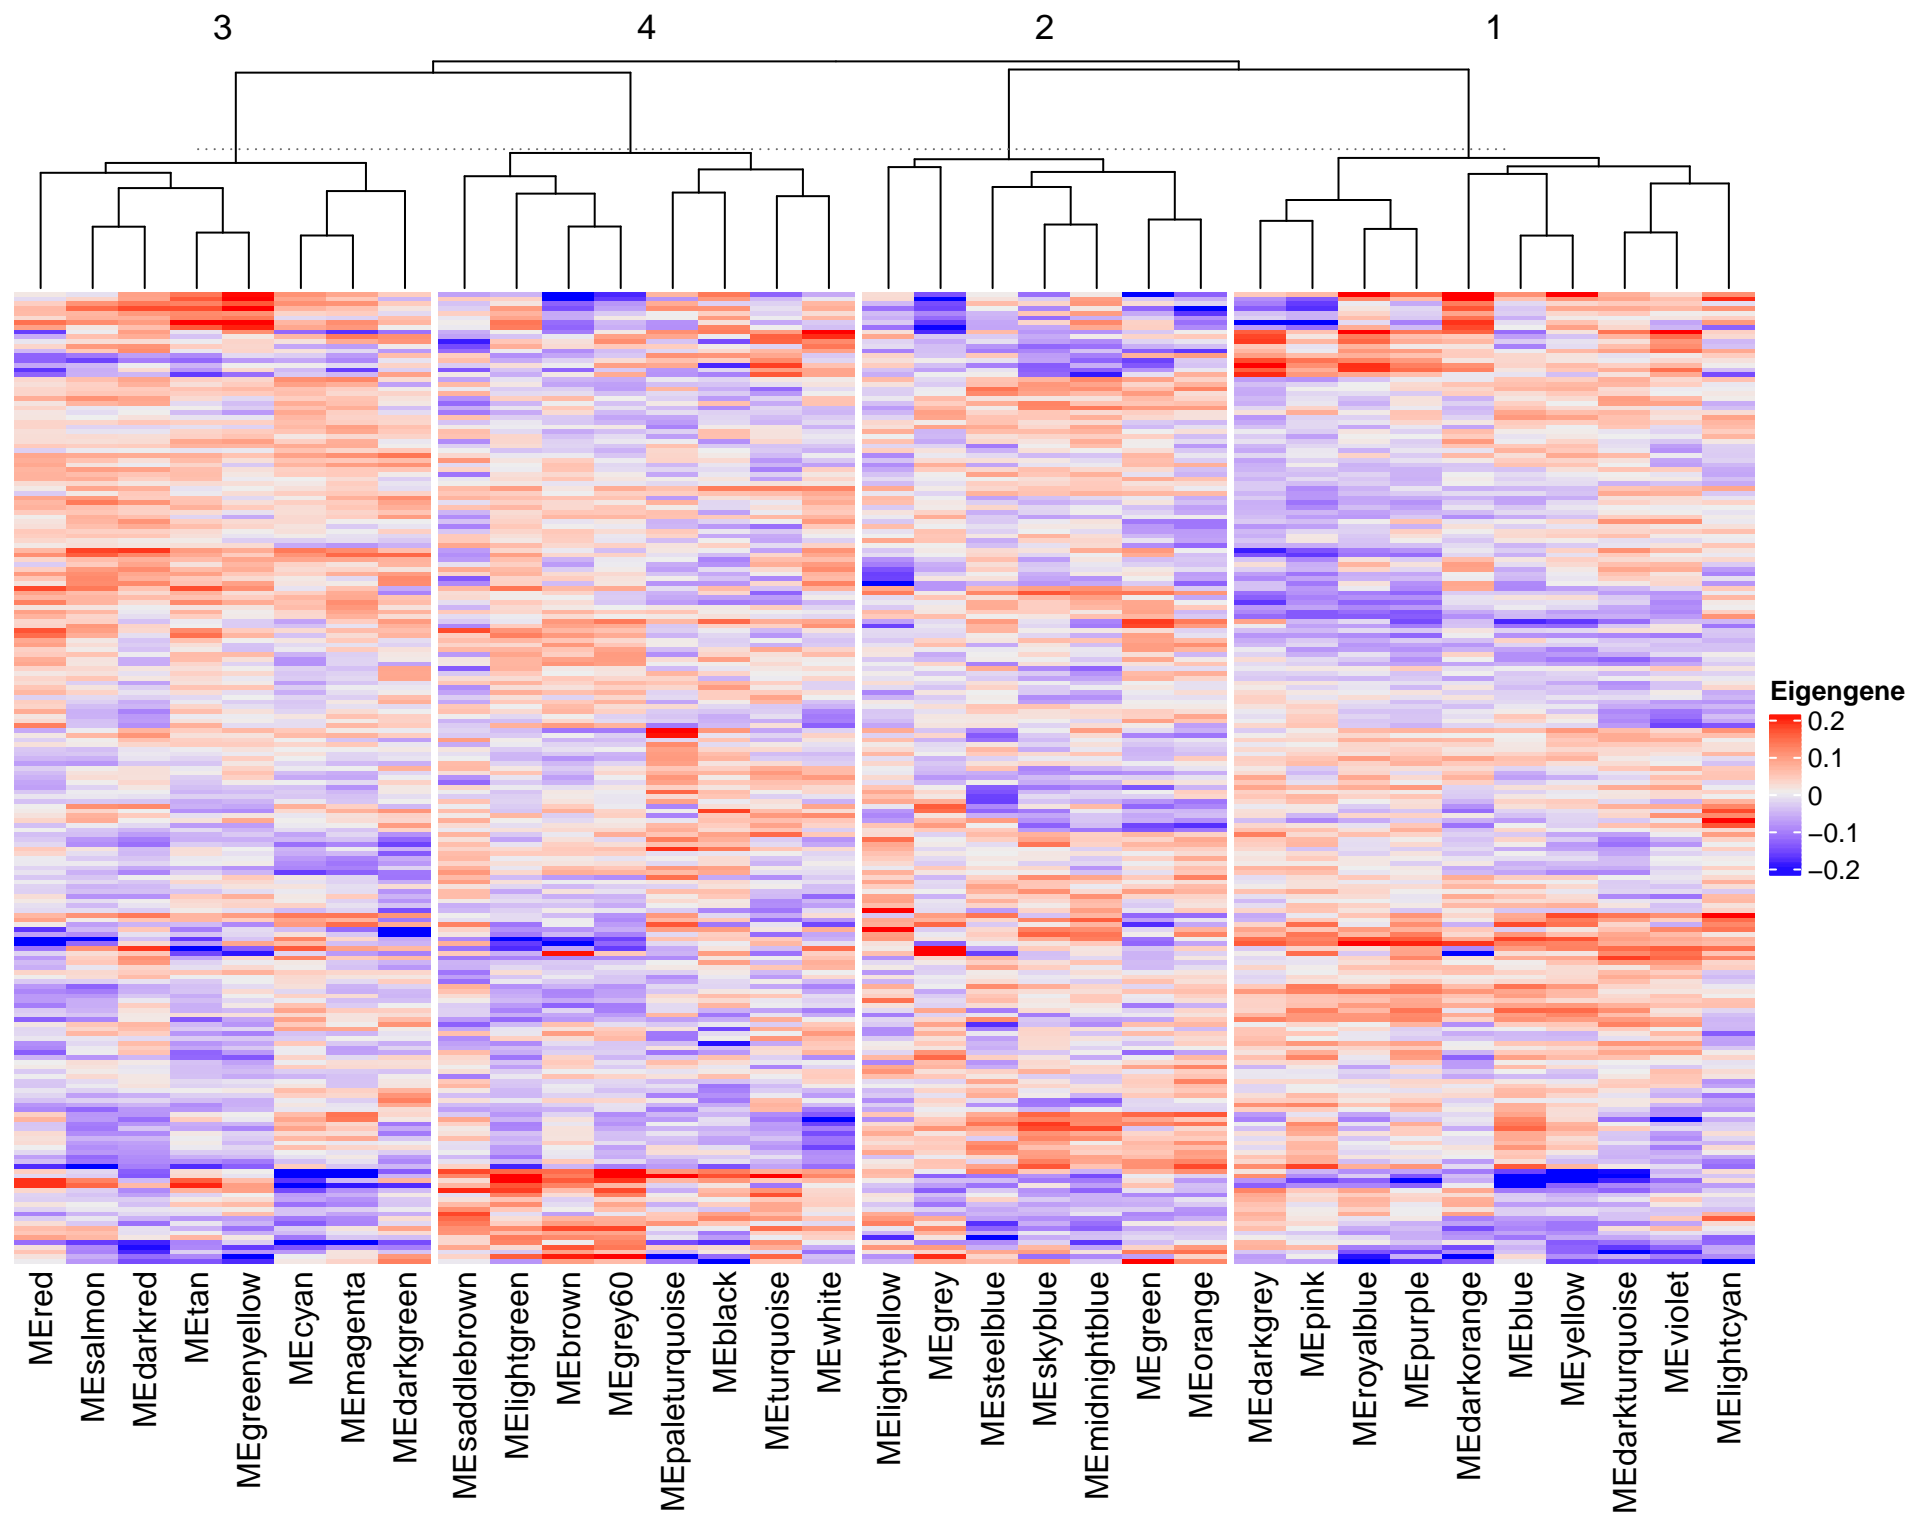 3
4
2
1
Eigengene
0.2
0.1
0
−0.1
−0.2
MEred
MEsalmon
MEdarkred
MEtan
MEgreenyellow
MEcyan
MEmagenta
MEdarkgreen
MEsaddlebrown
MElightgreen
MEbrown
MEgrey60
MEpaleturquoise
MEblack
MEturquoise
MEwhite
MElightyellow
MEgrey
MEsteelblue
MEskyblue
MEmidnightblue
MEgreen
MEorange
MEdarkgrey
MEpink
MEroyalblue
MEpurple
MEdarkorange
MEblue
MEyellow
MEdarkturquoise
MEviolet
MElightcyan